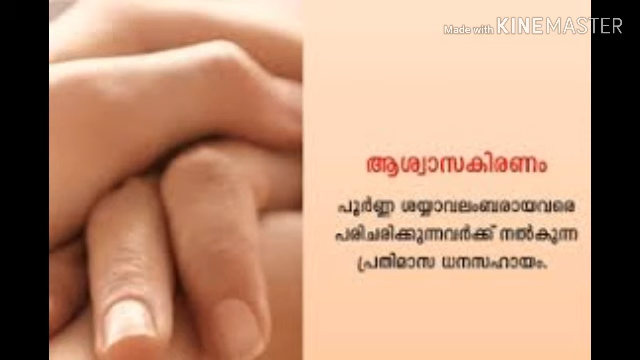 Made with KINEMASTER
ആശ്വാസകിരണം
പൂർണ്ണ ശയ്യാവലംബരായവരെ
പരിചരിക്കുന്നവർക്ക് നൽകുന്ന
പ്രതിമാസ ധനസഹായം.